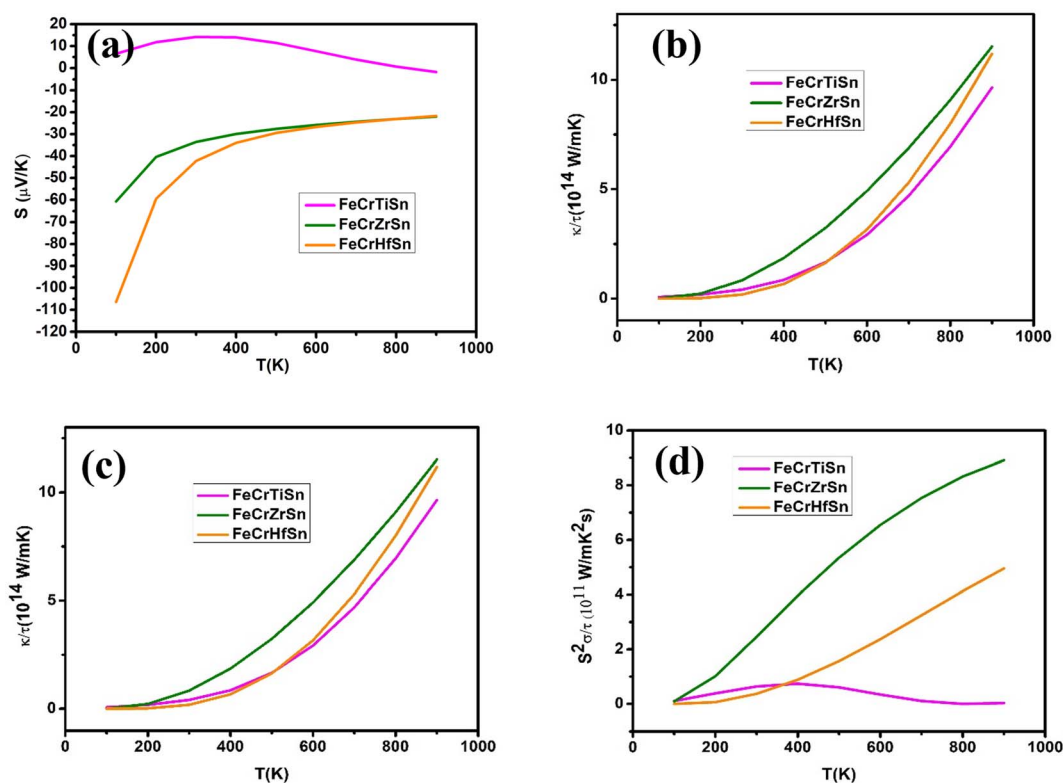 (a)
20
10
0
-10
-20
-30
-40
-50
-60
-70
-80
-90
-100
-110
-120
S (μV/K)
FeCrTiSn
FeCrZrSn
FeCrHfSn
0 200 400 600 800 1000
T(K)
(b)
10
5
0
κ/τ(10¹⁴ W/mK)
FeCrTiSn
FeCrZrSn
FeCrHfSn
0 200 400 600 800 1000
T(K)
(c)
10
5
0
κ/τ(10¹⁴ W/mK)
FeCrTiSn
FeCrZrSn
FeCrHfSn
0 200 400 600 800 1000
T(K)
(d)
10
8
6
4
2
0
S²σ/τ (10¹¹ W/mK²s)
FeCrTiSn
FeCrZrSn
FeCrHfSn
0 200 400 600 800 1000
T(K)